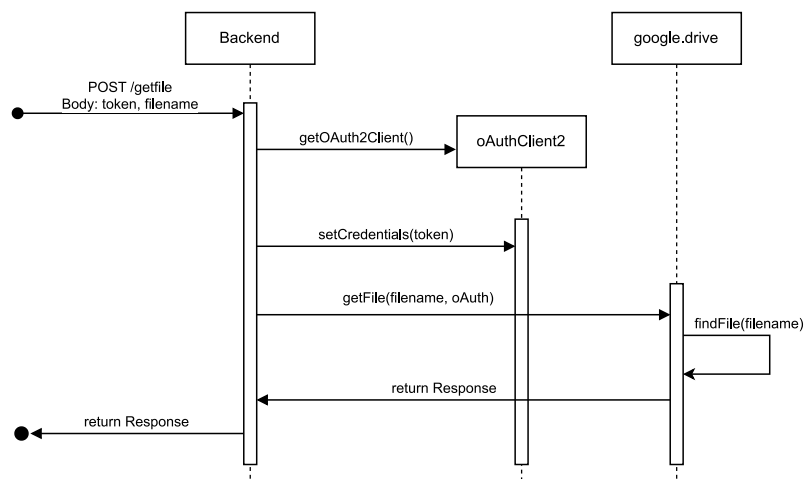 Backend
google.drive
POST /getfile
Body: token, filename
getOAuth2Client()
oAuthClient2
setCredentials(token)
getFile(filename, oAuth)
findFile(filename)
return Response
return Response